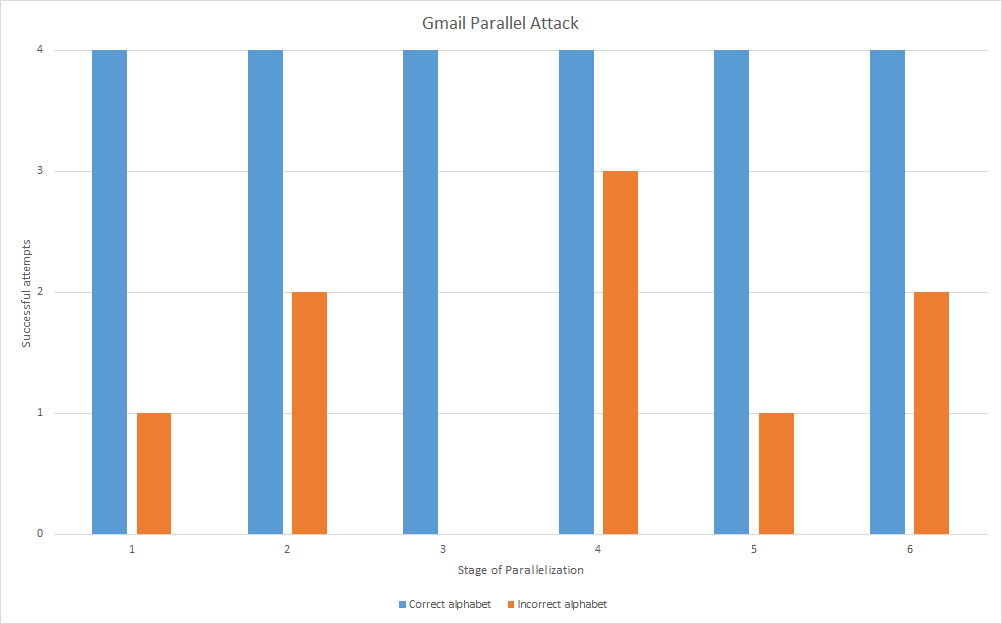 Gmail Parallel Attack
4
3
2
1
0
Successful attempts
1 2 3 4 5 6
Stage of Parallelization
Correct alphabet Incorrect alphabet